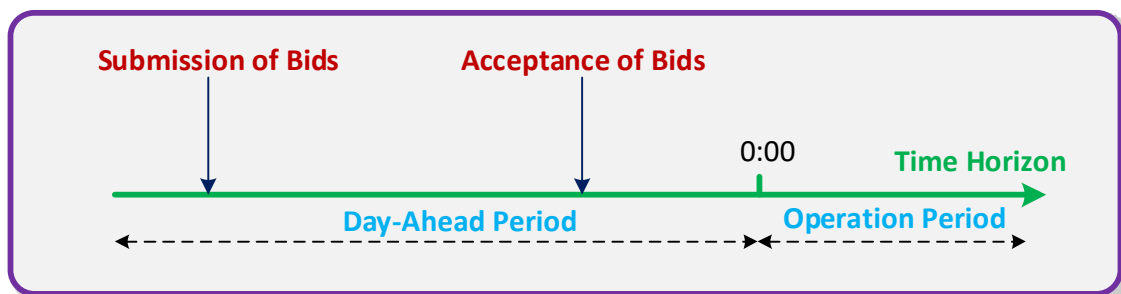 Submission of Bids
Acceptance of Bids
0:00
Time Horizon
Day-Ahead Period
Operation Period